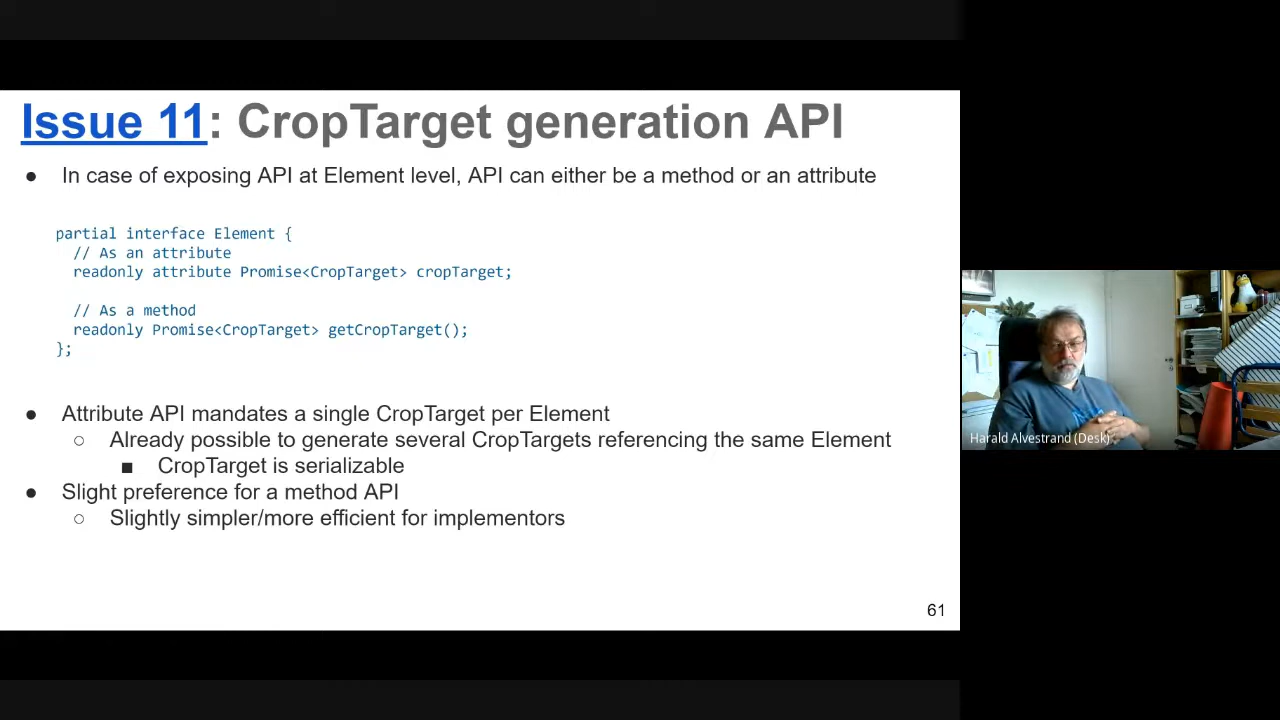 Issue 11: CropTarget generation API
● In case of exposing API at Element level, API can either be a method or an attribute
partial interface Element {
// As an attribute
readonly attribute Promise<CropTarget> cropTarget;
// As a method
readonly Promise<CropTarget> getCropTarget();
};
● Attribute API mandates a single CropTarget per Element
○ Already possible to generate several CropTargets referencing the same Element
■ CropTarget is serializable
● Slight preference for a method API
○ Slightly simpler/more efficient for implementors
61
Harald Alvestrand (Desk)